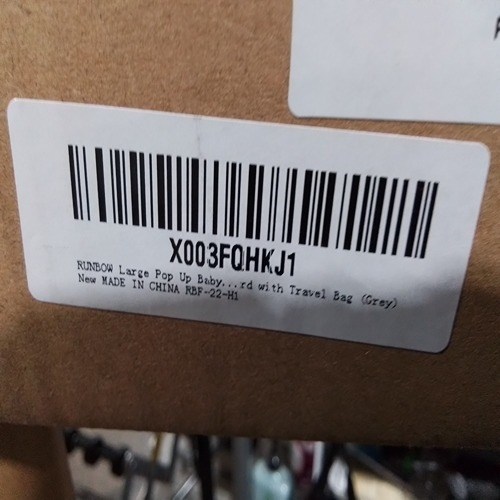 X003FQHKJ1
RUNBOW Large Pop Up Baby...rd with Travel Bag (Grey)
New MADE IN CHINA RBF-22-H1